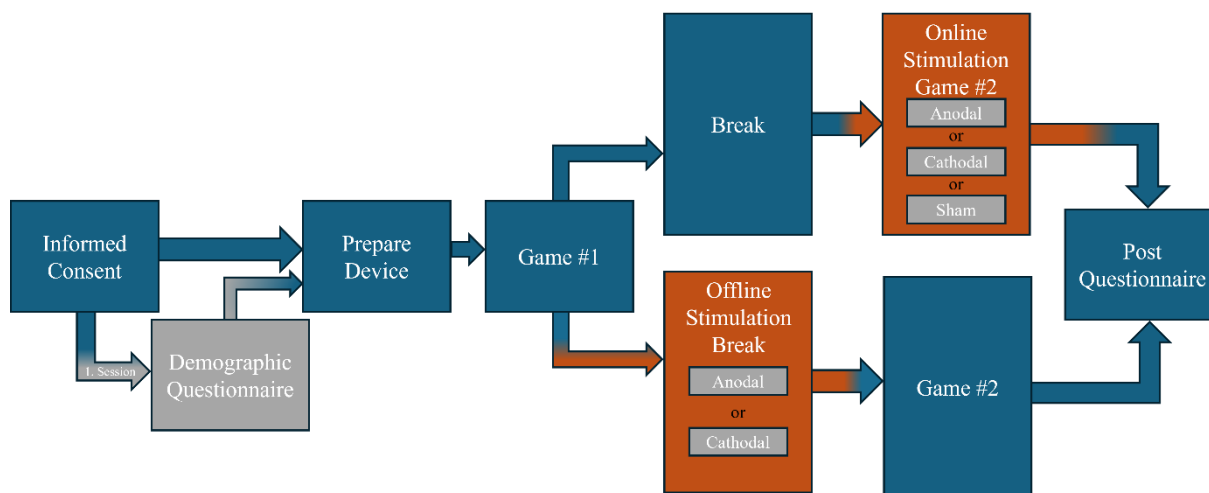 Informed
Consent
1. Session
Demographic
Questionnaire
Prepare
Device
Game #1
Break
Online
Stimulation
Game #2
Anodal
or
Cathodal
or
Sham
Offline
Stimulation
Break
Anodal
or
Cathodal
Game #2
Post
Questionnaire